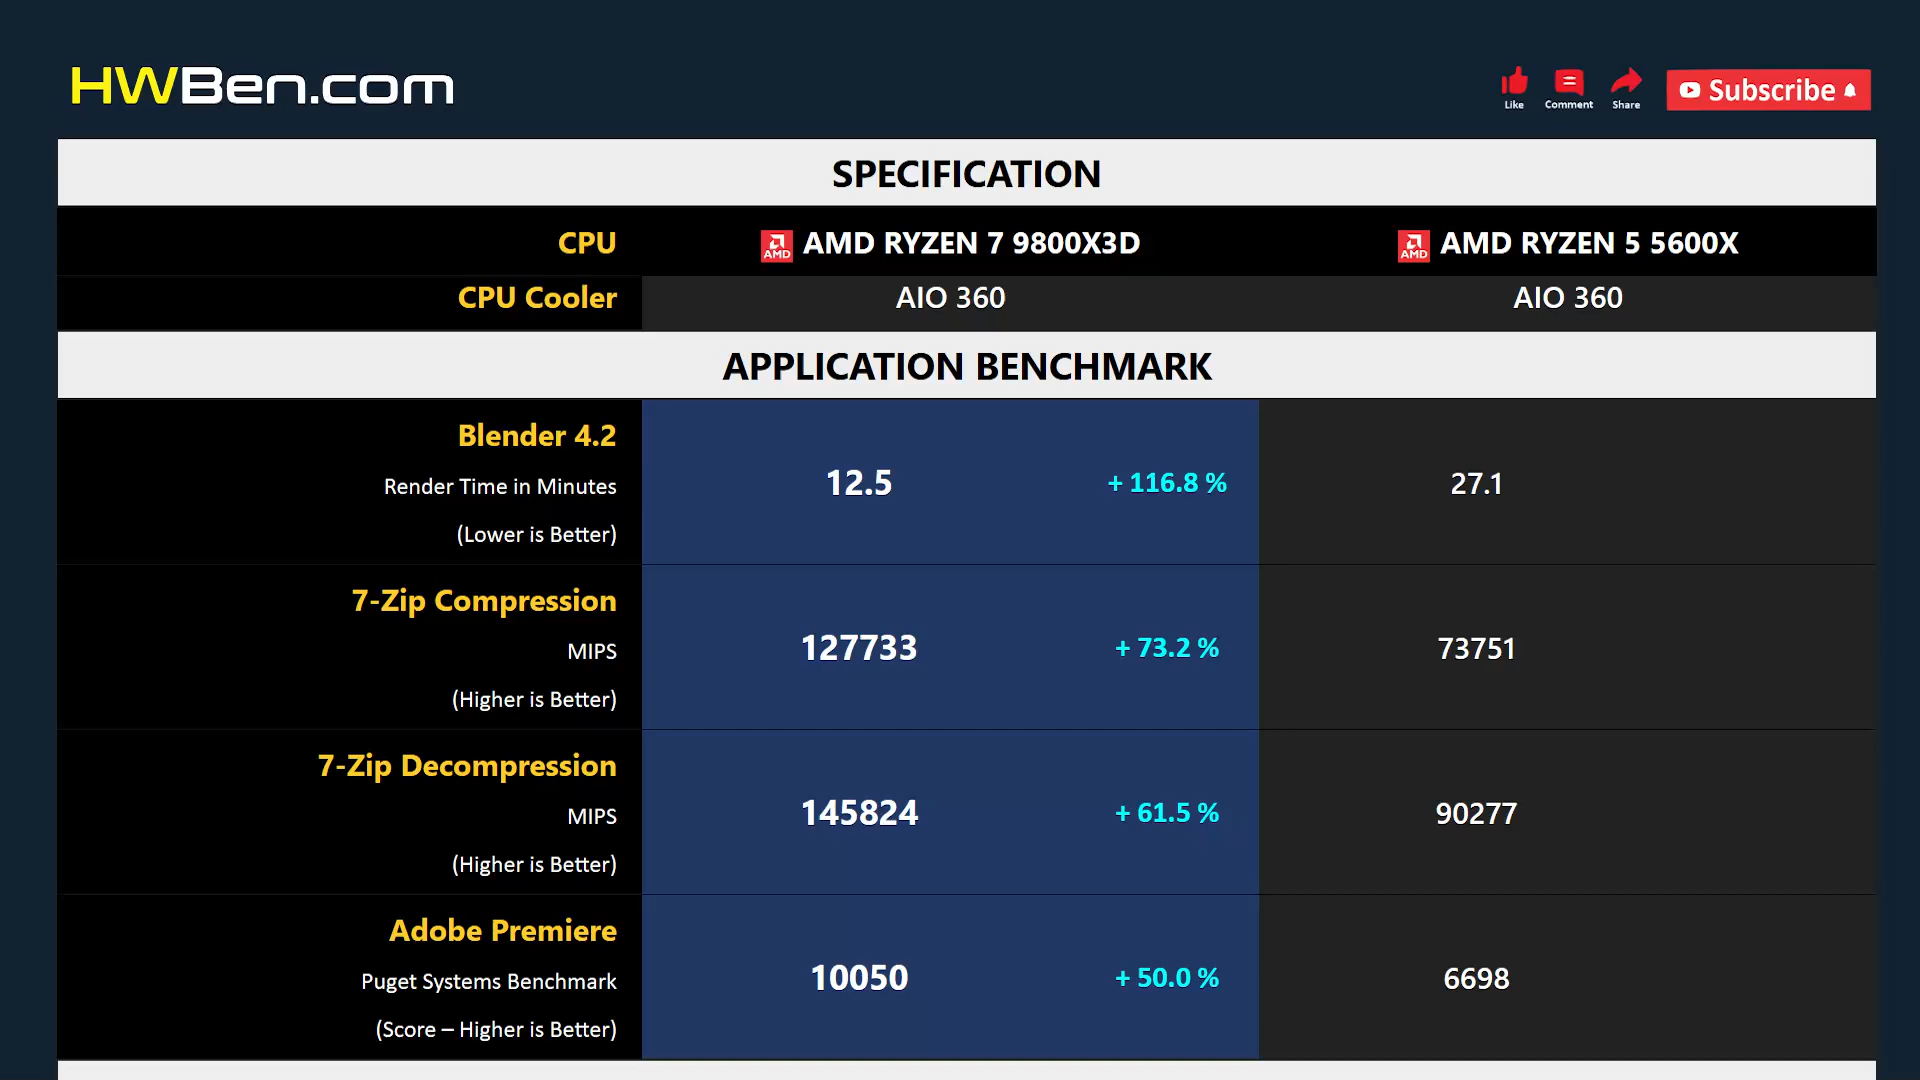 HWBen.com
Like
Comment
Share
Subscribe
SPECIFICATION
CPU
AMD
AMD RYZEN 7 9800X3D
AMD
AMD RYZEN 5 5600X
CPU Cooler
AIO 360
AIO 360
APPLICATION BENCHMARK
Blender 4.2
Render Time in Minutes
(Lower is Better)
12.5
+ 116.8 %
27.1
7-Zip Compression
MIPS
(Higher is Better)
127733
+ 73.2 %
73751
7-Zip Decompression
MIPS
(Higher is Better)
145824
+ 61.5 %
90277
Adobe Premiere
Puget Systems Benchmark
(Score – Higher is Better)
10050
+ 50.0 %
6698